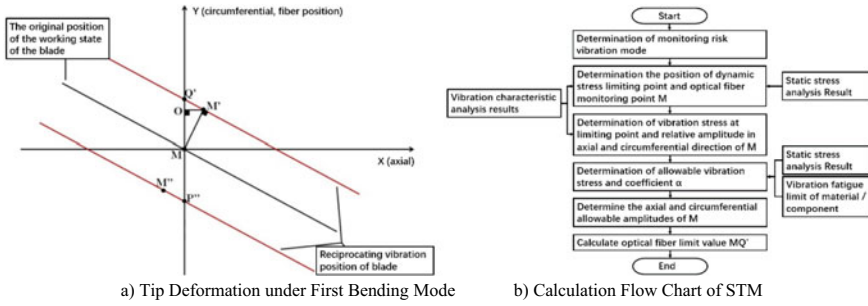 Y (circumferential, fiber position)
The original position
of the working state
of the blade
Q'
O
M'
M
X (axial)
M"
P"
Reciprocating vibration
position of blade
a) Tip Deformation under First Bending Mode
Start
Determination of monitoring risk
vibration mode
Determination the position of dynamic
stress limiting point and optical fiber
monitoring point M
Static stress
analysis Result
Vibration characteristic
analysis results
Determination of vibration stress at
limiting point and relative amplitude in
axial and circumferential direction of M
Static stress
analysis Result
Determination of allowable vibration
stress and coefficient α
Vibration fatigue
limit of material /
component
Determine the axial and circumferential
allowable amplitudes of M
Calculate optical fiber limit value MQ'
End
b) Calculation Flow Chart of STM